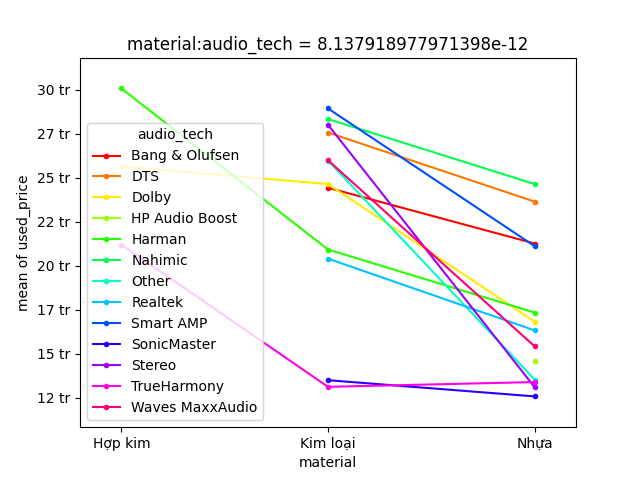 material:audio_tech = 8.137918977971398e-12
30 tr
27 tr
25 tr
22 tr
20 tr
17 tr
15 tr
12 tr
mean of used_price
audio_tech
Bang & Olufsen
DTS
Dolby
HP Audio Boost
Harman
Nahimic
Other
Realtek
Smart AMP
SonicMaster
Stereo
TrueHarmony
Waves MaxxAudio
Hợp kim
Kim loại
Nhựa
material